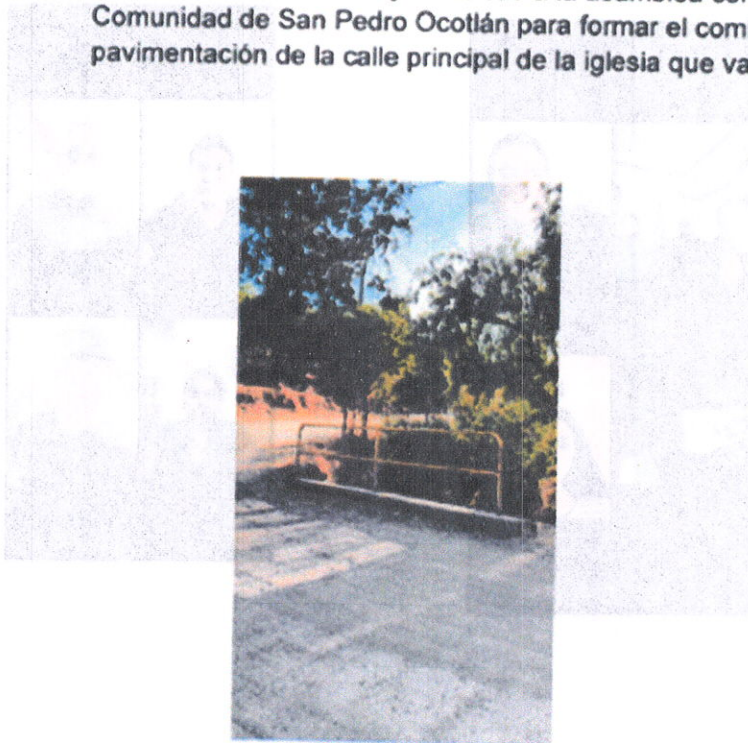 Comunidad de San Pedro Ocotlán para formar el com
pavimentación de la calle principal de la iglesia que va